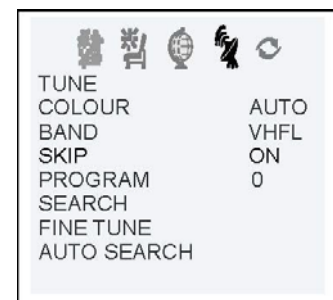 TUNE
COLOUR AUTO
BAND VHFL
SKIP ON
PROGRAM 0
SEARCH
FINE TUNE
AUTO SEARCH